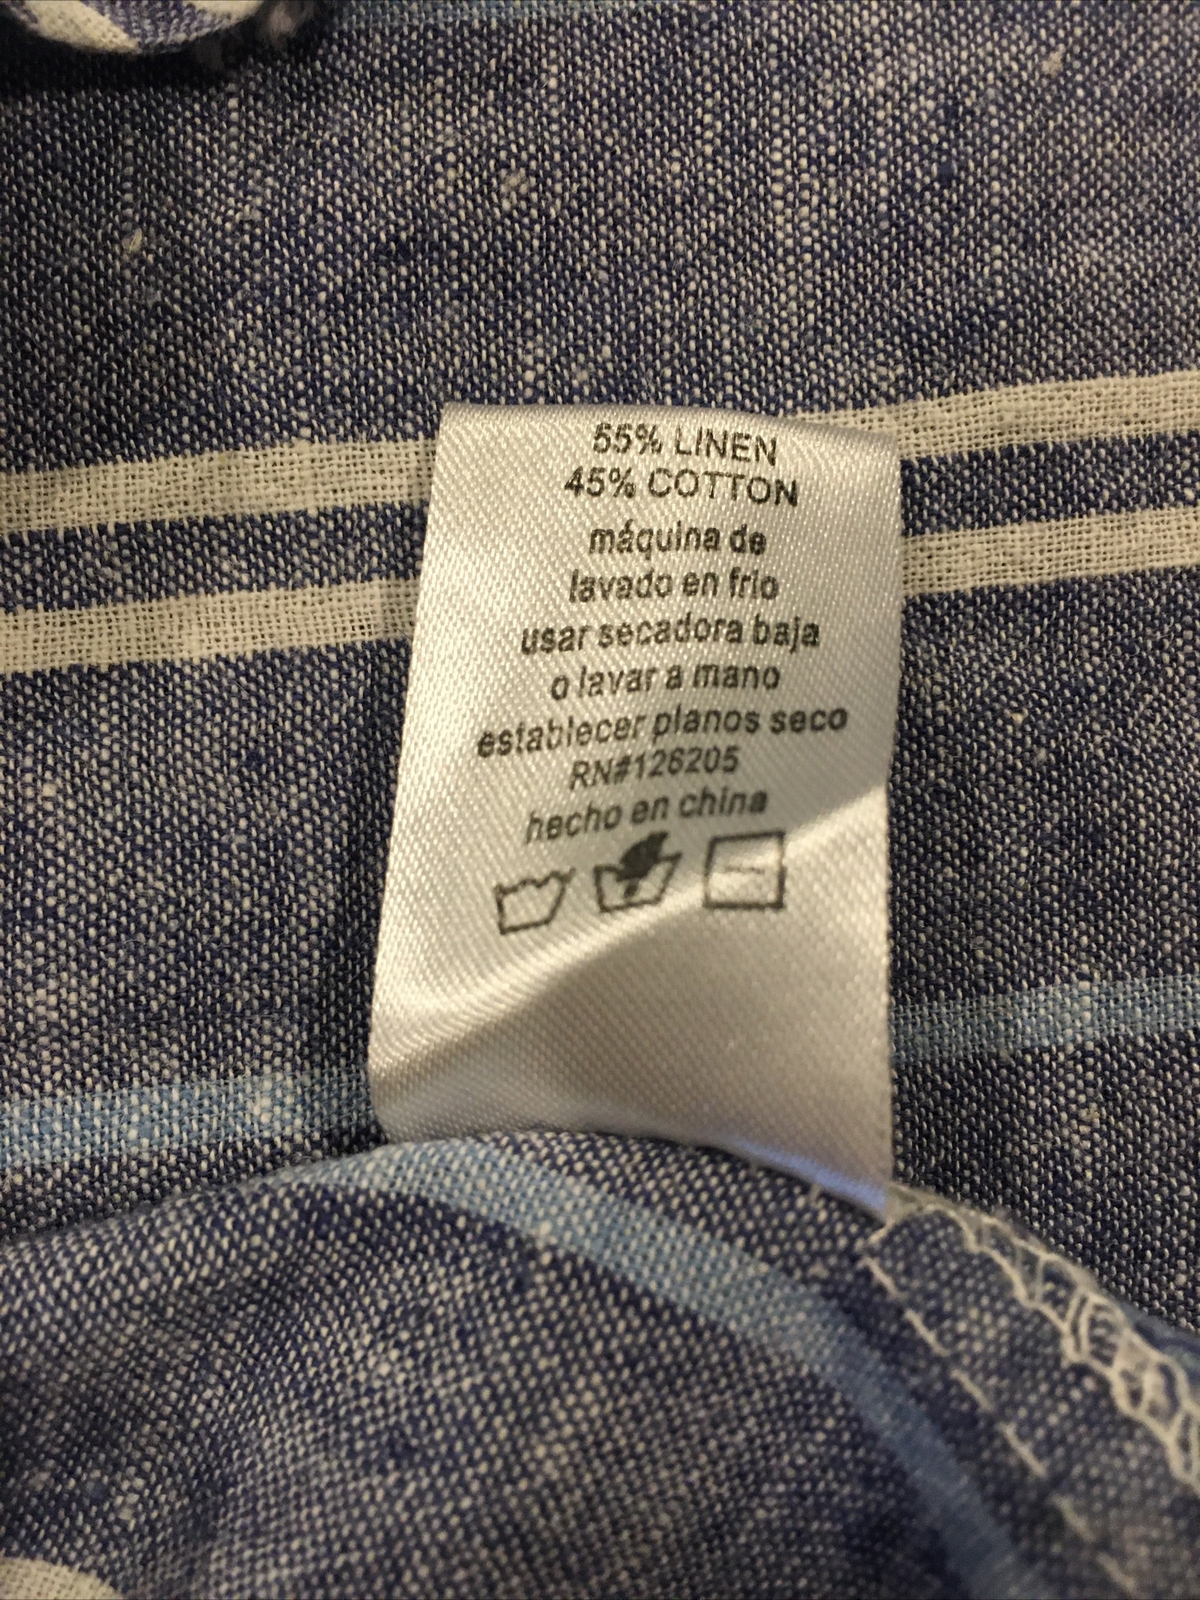 55% LINEN
45% COTTON
máquina de
lavado en frio
usar secadora baja
o lavar a mano
establecer planos seco
RN#126205
hecho en china